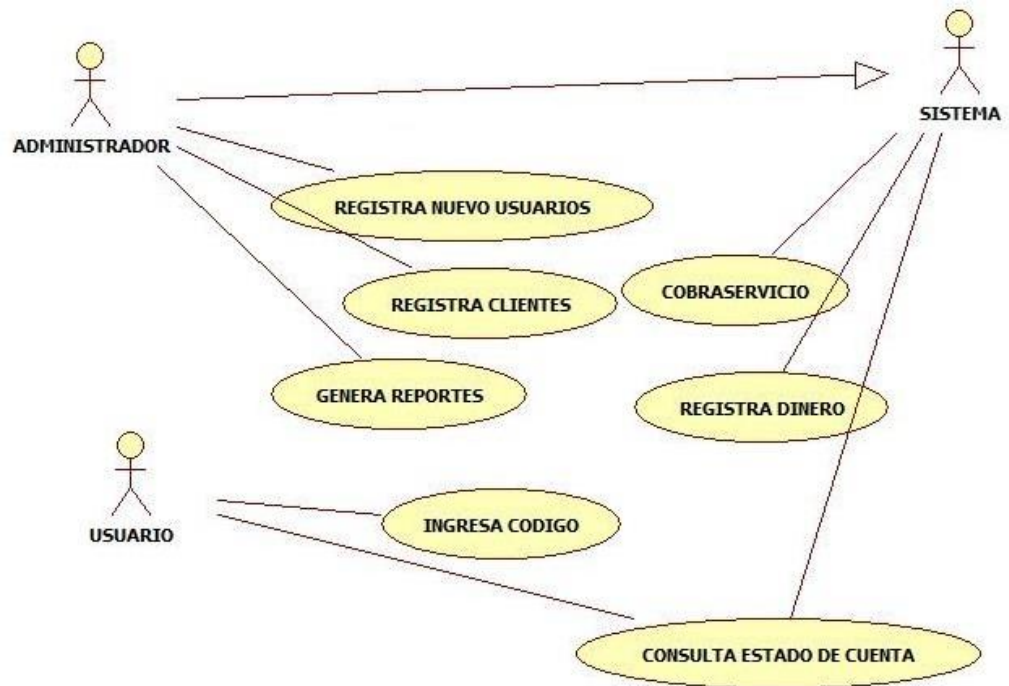 SISTEMA
ADMINISTRADOR
REGISTRA NUEVO USUARIOS
REGISTRA CLIENTES
COBRASERVICIO
GENERA REPORTES
REGISTRA DINERO
USUARIO
INGRESA CODIGO
CONSULTA ESTADO DE CUENTA